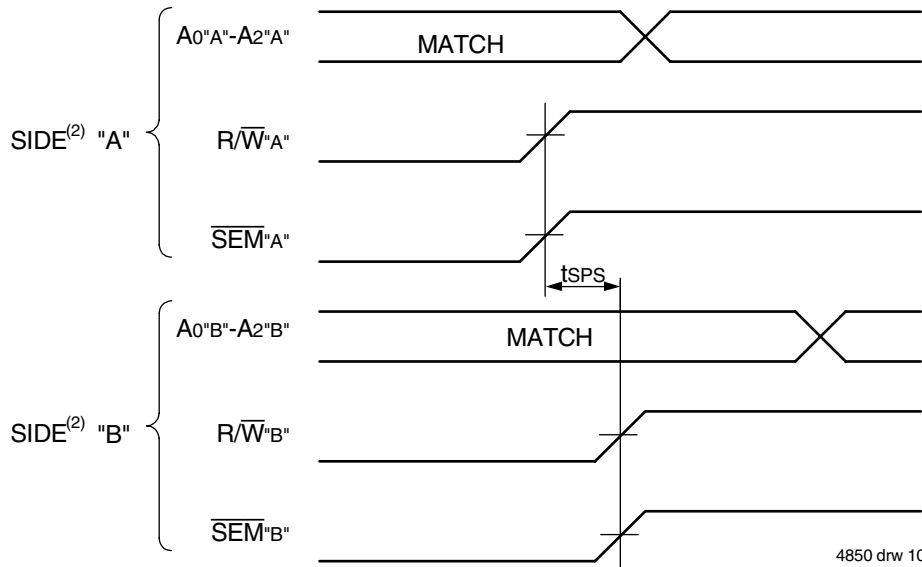 A0"A"-A2"A"
MATCH
SIDE(2) "A"
R/W"A"
SEM"A"
tSPS
A0"B"-A2"B"
MATCH
SIDE(2) "B"
R/W"B"
SEM"B"
4850 drw 10